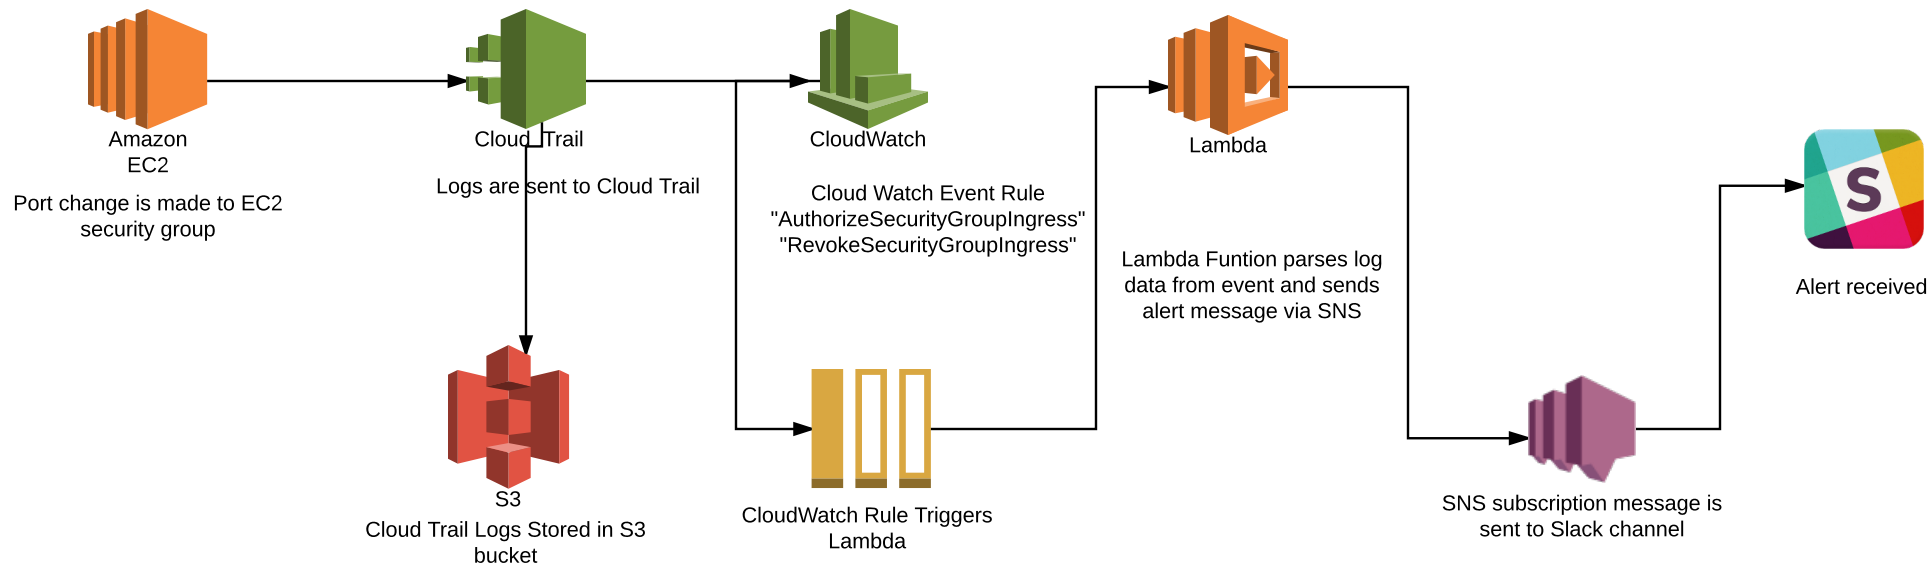 Amazon
EC2
Port change is made to EC2
security group
Cloud Trail
Logs are sent to Cloud Trail
S3
Cloud Trail Logs Stored in S3
bucket
CloudWatch
Cloud Watch Event Rule
"AuthorizeSecurityGroupIngress"
"RevokeSecurityGroupIngress"
CloudWatch Rule Triggers
Lambda
Lambda
Lambda Funtion parses log
data from event and sends
alert message via SNS
SNS subscription message is
sent to Slack channel
S
Alert received